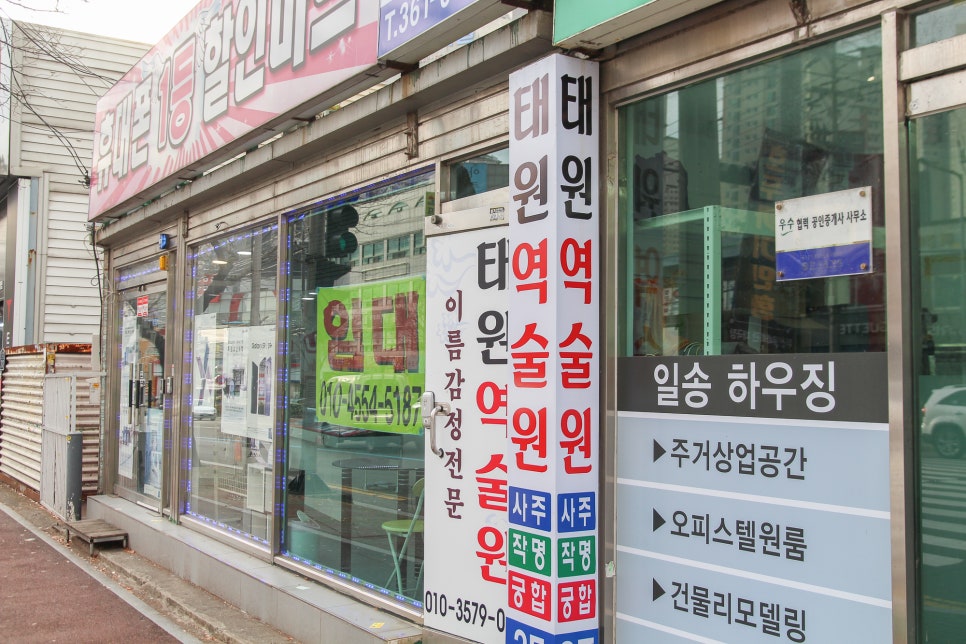 휴대폰 1등 할인마트
T.361-
임대
010-4564-5187
태원역술원
이름감정전문
010-3579-0
태원역술원
사주
작명
궁합
태원역술원
사주
작명
궁합
우수 협력 공인중개사 사무소
일송 하우징
▶주거상업공간
▶오피스텔원룸
▶건물리모델링